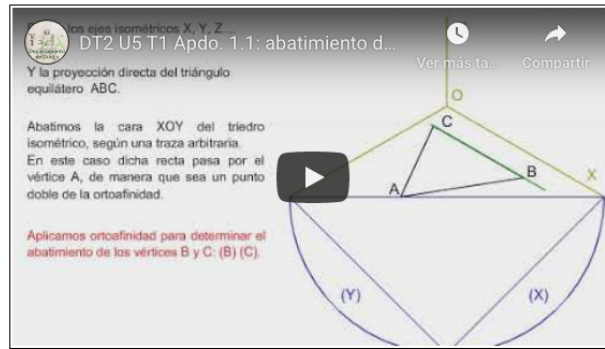 DT2 U5 T1 Apdo. 1.1: abatimiento d...
Ver más ta...
Compartir
los ejes isométricos X, Y, Z...
Y la proyección directa del triángulo
equilátero ABC.
Abatimos la cara XOY del triedro
isométrico, según una traza arbitraria.
En este caso dicha recta pasa por el
vértice A, de manera que sea un punto
doble de la ortoafinidad.
Aplicamos ortoafinidad para determinar el
abatimiento de los vértices B y C: (B) (C).
O
C
B
X
A
(Y)
(X)